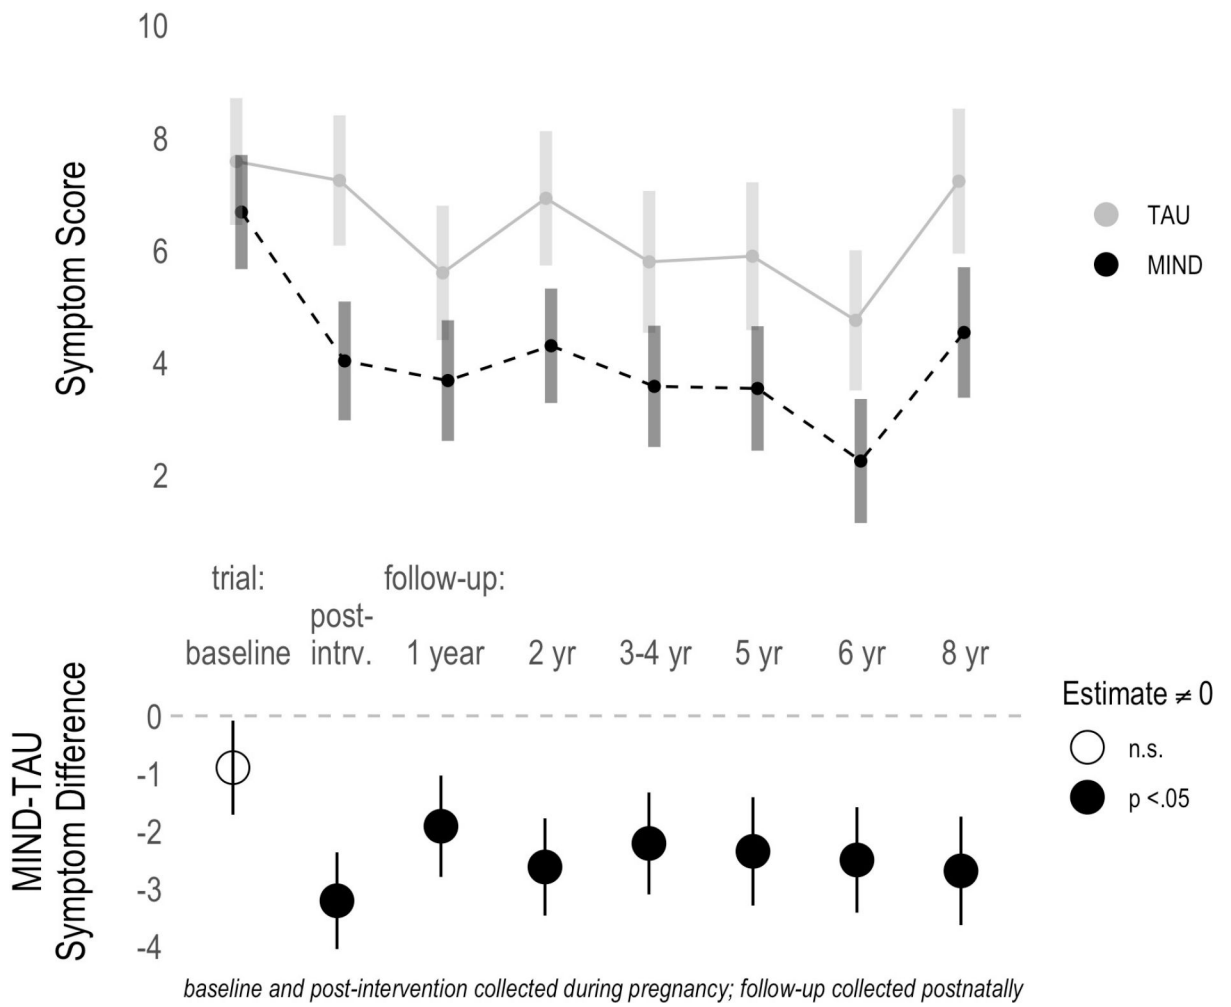 10
8
6
4
2
Symptom Score
TAU
MIND
trial:
follow-up:
post-
baseline
intrv.
1 year
2 yr
3-4 yr
5 yr
6 yr
8 yr
0
-1
-2
-3
-4
MIND-TAU
Symptom Difference
Estimate ≠ 0
n.s.
p <.05
baseline and post-intervention collected during pregnancy; follow-up collected postnatally